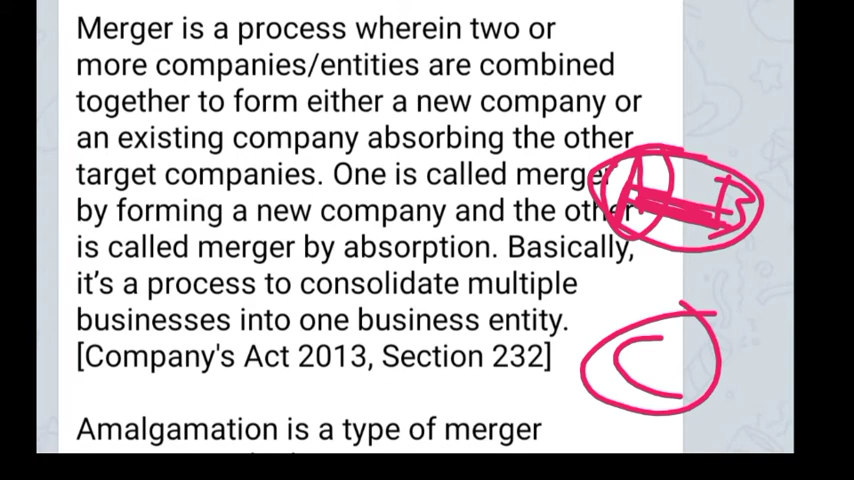 Merger is a process wherein two or
more companies/entities are combined
together to form either a new company or
an existing company absorbing the other
target companies. One is called merger
by forming a new company and the other
is called merger by absorption. Basically,
it’s a process to consolidate multiple
businesses into one business entity.
[Company's Act 2013, Section 232]
Amalgamation is a type of merger
A
B
C